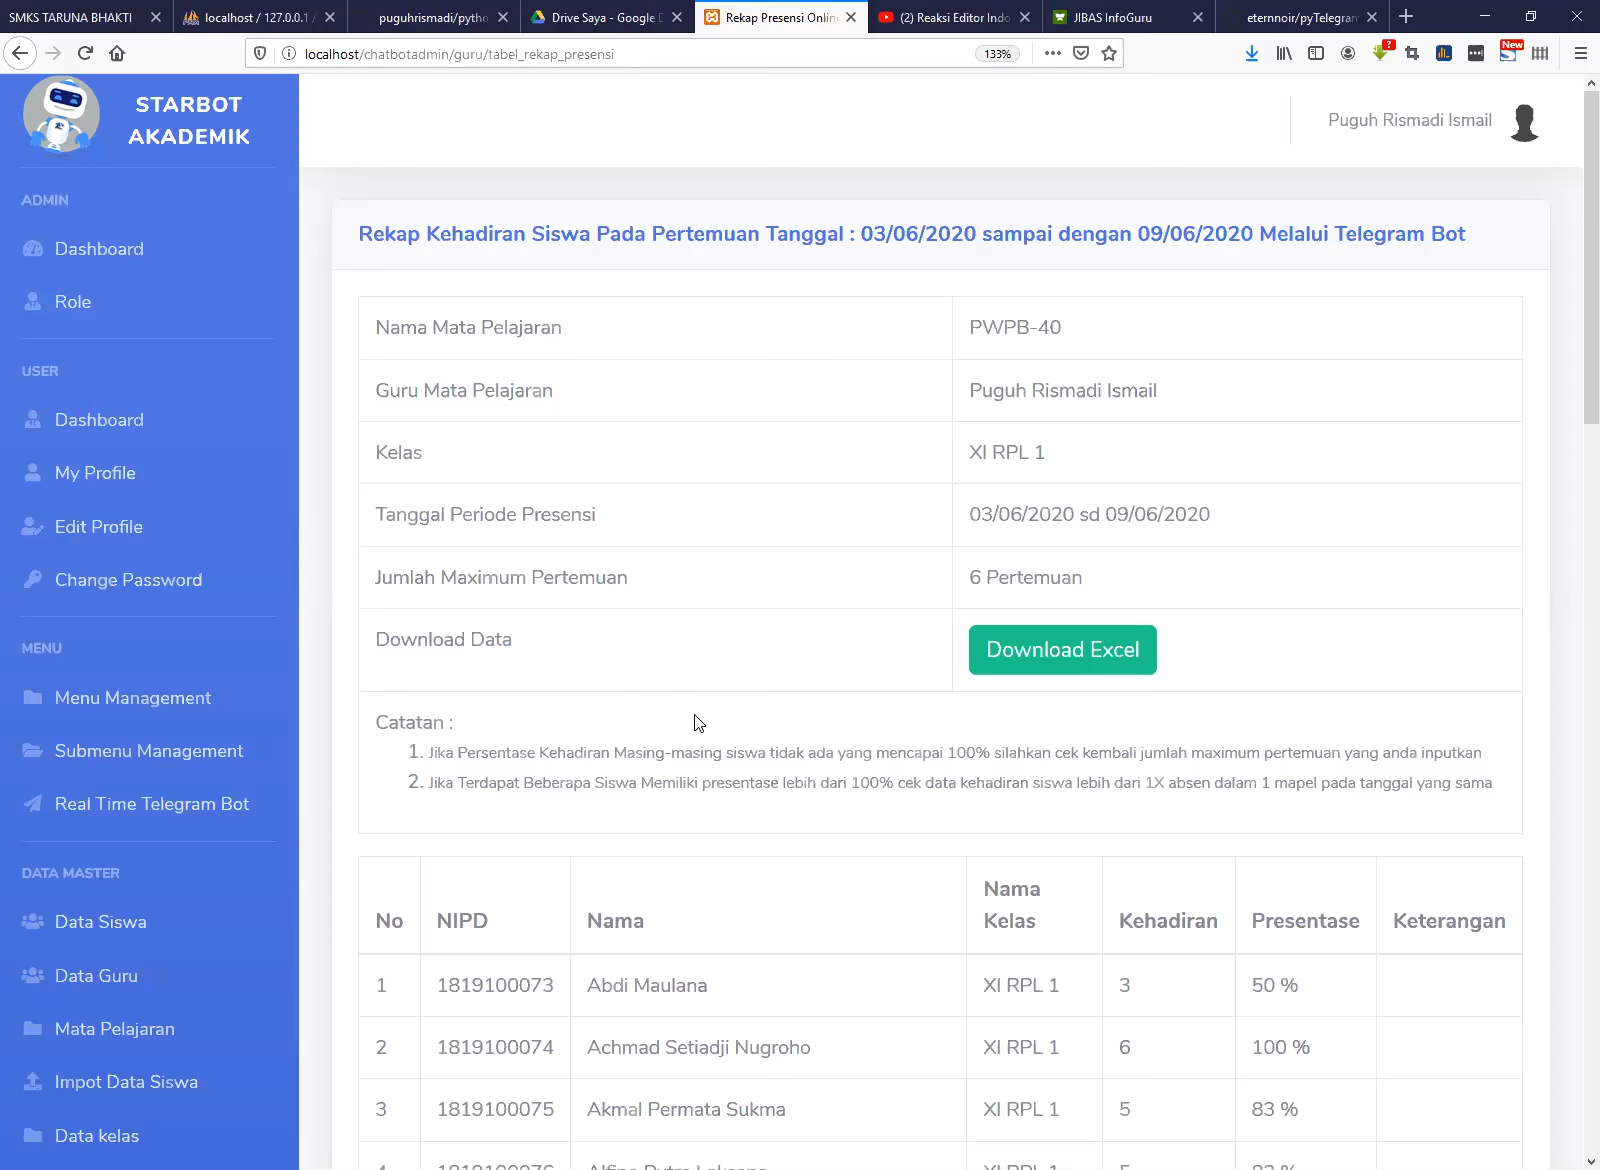 SMKS TARUNA BHAKTI
localhost / 127.0.0.1 /
puguhrismadi/pytho
Drive Saya - Google D
Rekap Presensi Onlin
(2) Reaksi Editor Indo
JIBAS InfoGuru
eternnoir/pyTelegram
localhost/chatbotadmin/guru/tabel_rekap_presensi
133%
New
STARBOT
AKADEMIK
Puguh Rismadi Ismail
ADMIN
Dashboard
Role
USER
Dashboard
My Profile
Edit Profile
Change Password
MENU
Menu Management
Submenu Management
Real Time Telegram Bot
DATA MASTER
Data Siswa
Data Guru
Mata Pelajaran
Impot Data Siswa
Data kelas
Rekap Kehadiran Siswa Pada Pertemuan Tanggal : 03/06/2020 sampai dengan 09/06/2020 Melalui Telegram Bot
Nama Mata Pelajaran PWPB-40
Guru Mata Pelajaran Puguh Rismadi Ismail
Kelas XI RPL 1
Tanggal Periode Presensi 03/06/2020 sd 09/06/2020
Jumlah Maximum Pertemuan 6 Pertemuan
Download Data Download Excel
Catatan :
1. Jika Persentase Kehadiran Masing-masing siswa tidak ada yang mencapai 100% silahkan cek kembali jumlah maximum pertemuan yang anda inputkan
2. Jika Terdapat Beberapa Siswa Memiliki presentase lebih dari 100% cek data kehadiran siswa lebih dari 1X absen dalam 1 mapel pada tanggal yang sama
No NIPD Nama Nama Kelas Kehadiran Presentase Keterangan
1 1819100073 Abdi Maulana XI RPL 1 3 50 %
2 1819100074 Achmad Setiadji Nugroho XI RPL 1 6 100 %
3 1819100075 Akmal Permata Sukma XI RPL 1 5 83 %